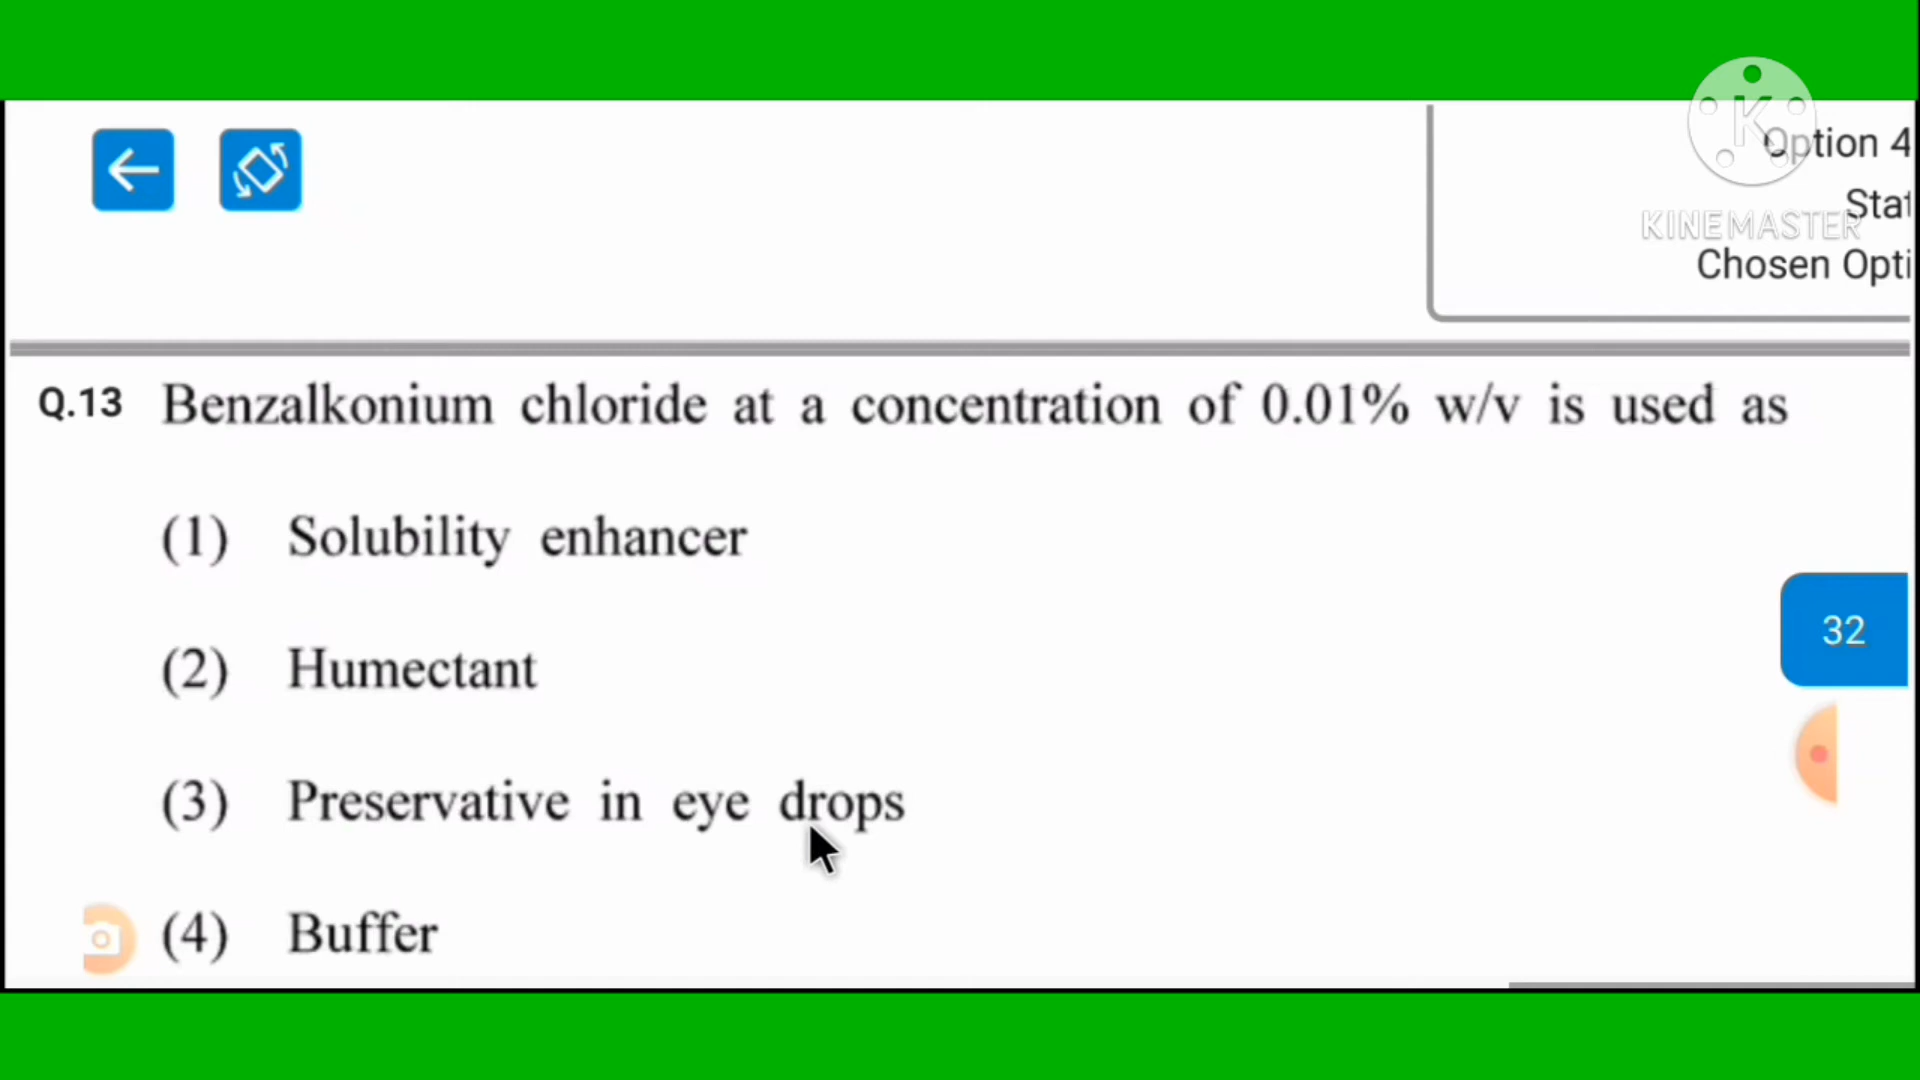 Option 4
KINEMASTER
Chosen Opti
Q.13 Benzalkonium chloride at a concentration of 0.01% w/v is used as
(1) Solubility enhancer
(2) Humectant
32
(3) Preservative in eye drops
(4) Buffer